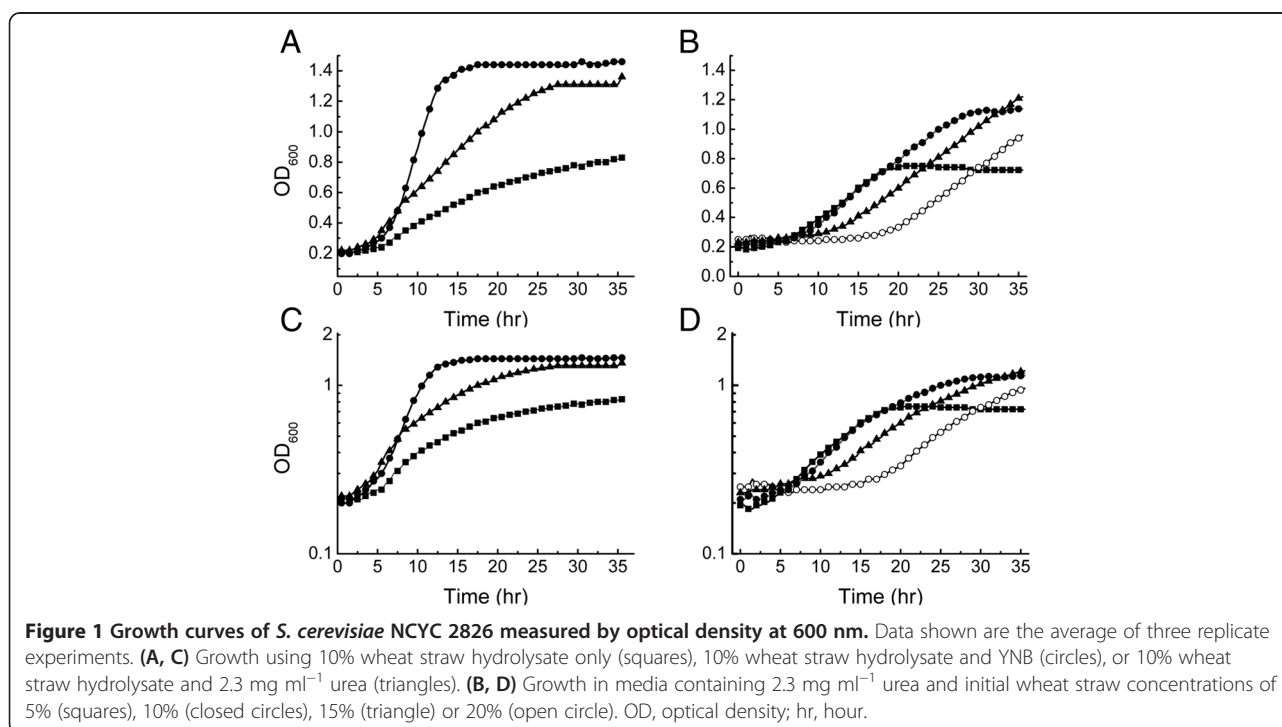 A
B
1.4
1.2
1.0
0.8
0.6
0.4
0.2
OD600
0 5 10 15 20 25 30 35
Time (hr)
1.4
1.2
1.0
0.8
0.6
0.4
0.2
0.0
0 5 10 15 20 25 30 35
Time (hr)
C
D
2
1
0.1
OD600
0 5 10 15 20 25 30 35
Time (hr)
2
1
0.1
0 5 10 15 20 25 30 35
Time (hr)
Figure 1 Growth curves of S. cerevisiae NCYC 2826 measured by optical density at 600 nm. Data shown are the average of three replicate
experiments. (A, C) Growth using 10% wheat straw hydrolysate only (squares), 10% wheat straw hydrolysate and YNB (circles), or 10% wheat
straw hydrolysate and 2.3 mg ml−1 urea (triangles). (B, D) Growth in media containing 2.3 mg ml−1 urea and initial wheat straw concentrations of
5% (squares), 10% (closed circles), 15% (triangle) or 20% (open circle). OD, optical density; hr, hour.